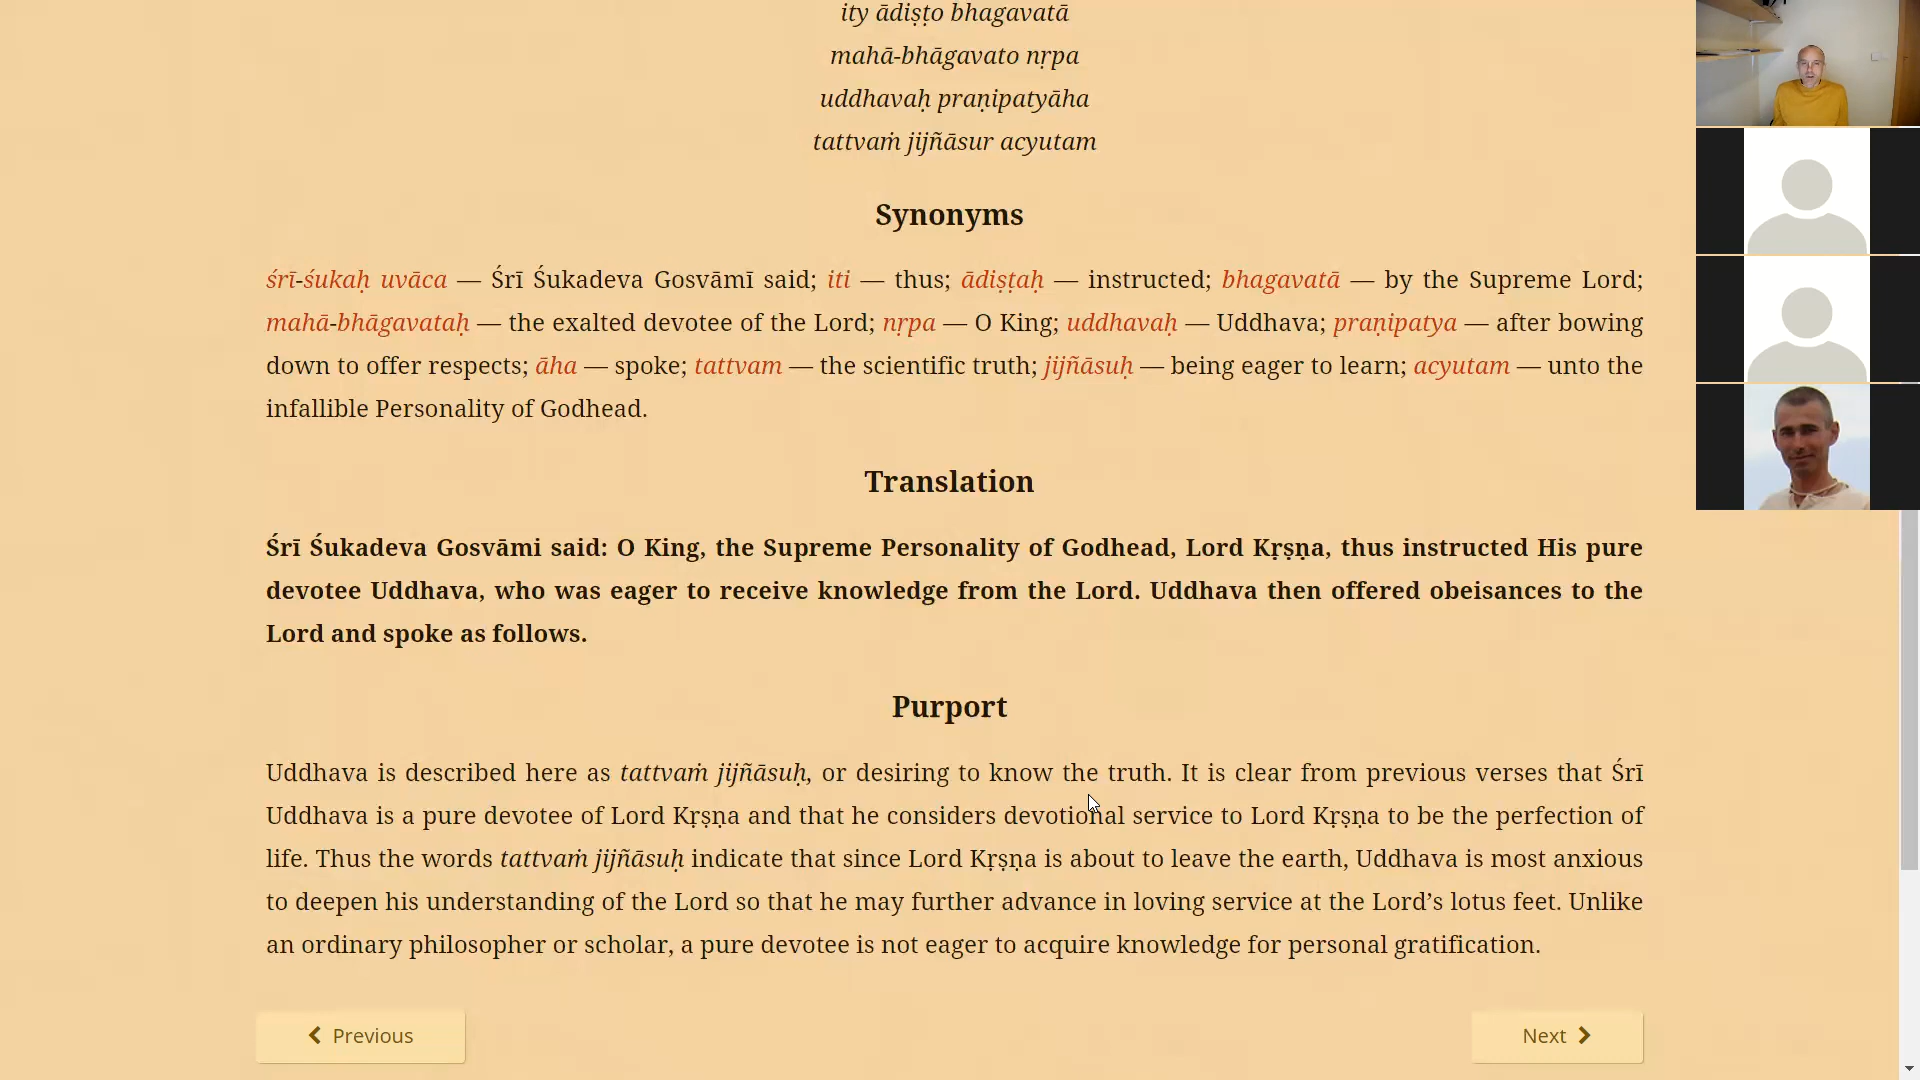 ity ādiṣṭo bhagavatā
mahā-bhāgavato nṛpa
uddhavaḥ praṇipatyāha
tattvaṁ jijñāsur acyutam
Synonyms
śrī-śukaḥ uvāca — Śrī Śukadeva Gosvāmī said; iti — thus; ādiṣṭaḥ — instructed; bhagavatā — by the Supreme Lord;
mahā-bhāgavataḥ — the exalted devotee of the Lord; nṛpa — O King; uddhavaḥ — Uddhava; praṇipatya — after bowing
down to offer respects; āha — spoke; tattvam — the scientific truth; jijñāsuḥ — being eager to learn; acyutam — unto the
infallible Personality of Godhead.
Translation
Śrī Śukadeva Gosvāmi said: O King, the Supreme Personality of Godhead, Lord Kṛṣṇa, thus instructed His pure
devotee Uddhava, who was eager to receive knowledge from the Lord. Uddhava then offered obeisances to the
Lord and spoke as follows.
Purport
Uddhava is described here as tattvaṁ jijñāsuḥ, or desiring to know the truth. It is clear from previous verses that Śrī
Uddhava is a pure devotee of Lord Kṛṣṇa and that he considers devotional service to Lord Kṛṣṇa to be the perfection of
life. Thus the words tattvaṁ jijñāsuḥ indicate that since Lord Kṛṣṇa is about to leave the earth, Uddhava is most anxious
to deepen his understanding of the Lord so that he may further advance in loving service at the Lord’s lotus feet. Unlike
an ordinary philosopher or scholar, a pure devotee is not eager to acquire knowledge for personal gratification.
Previous
Next